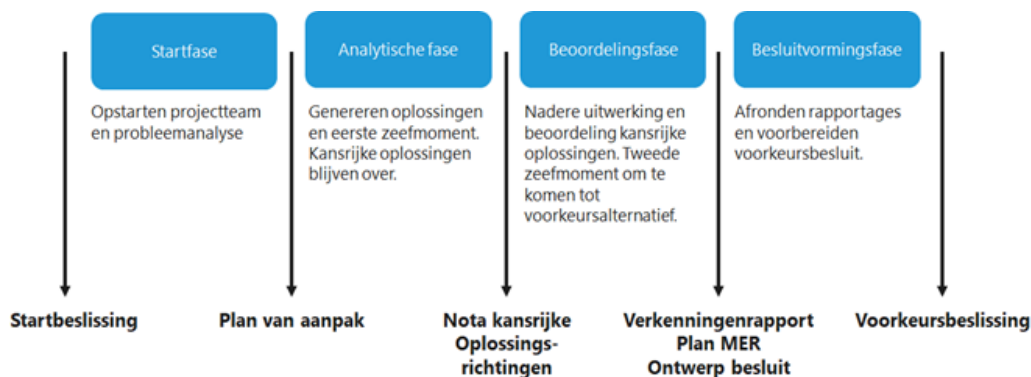 Startfase
Analytische fase
Beoordelingsfase
Besluitvormingsfase
Opstarten projectteam
en probleemanalyse
Genereren oplossingen
en eerste zeefmoment.
Kansrijke oplossingen
blijven over.
Nadere uitwerking en
beoordeling kansrijke
oplossingen. Tweede
zeefmoment om te
komen tot
voorkeursalternatief.
Afronden rapportages
en voorbereiden
voorkeursbesluit.
Startbeslissing
Plan van aanpak
Nota kansrijke
Oplossings-
richtingen
Verkenningenrapport
Plan MER
Ontwerp besluit
Voorkeursbeslissing